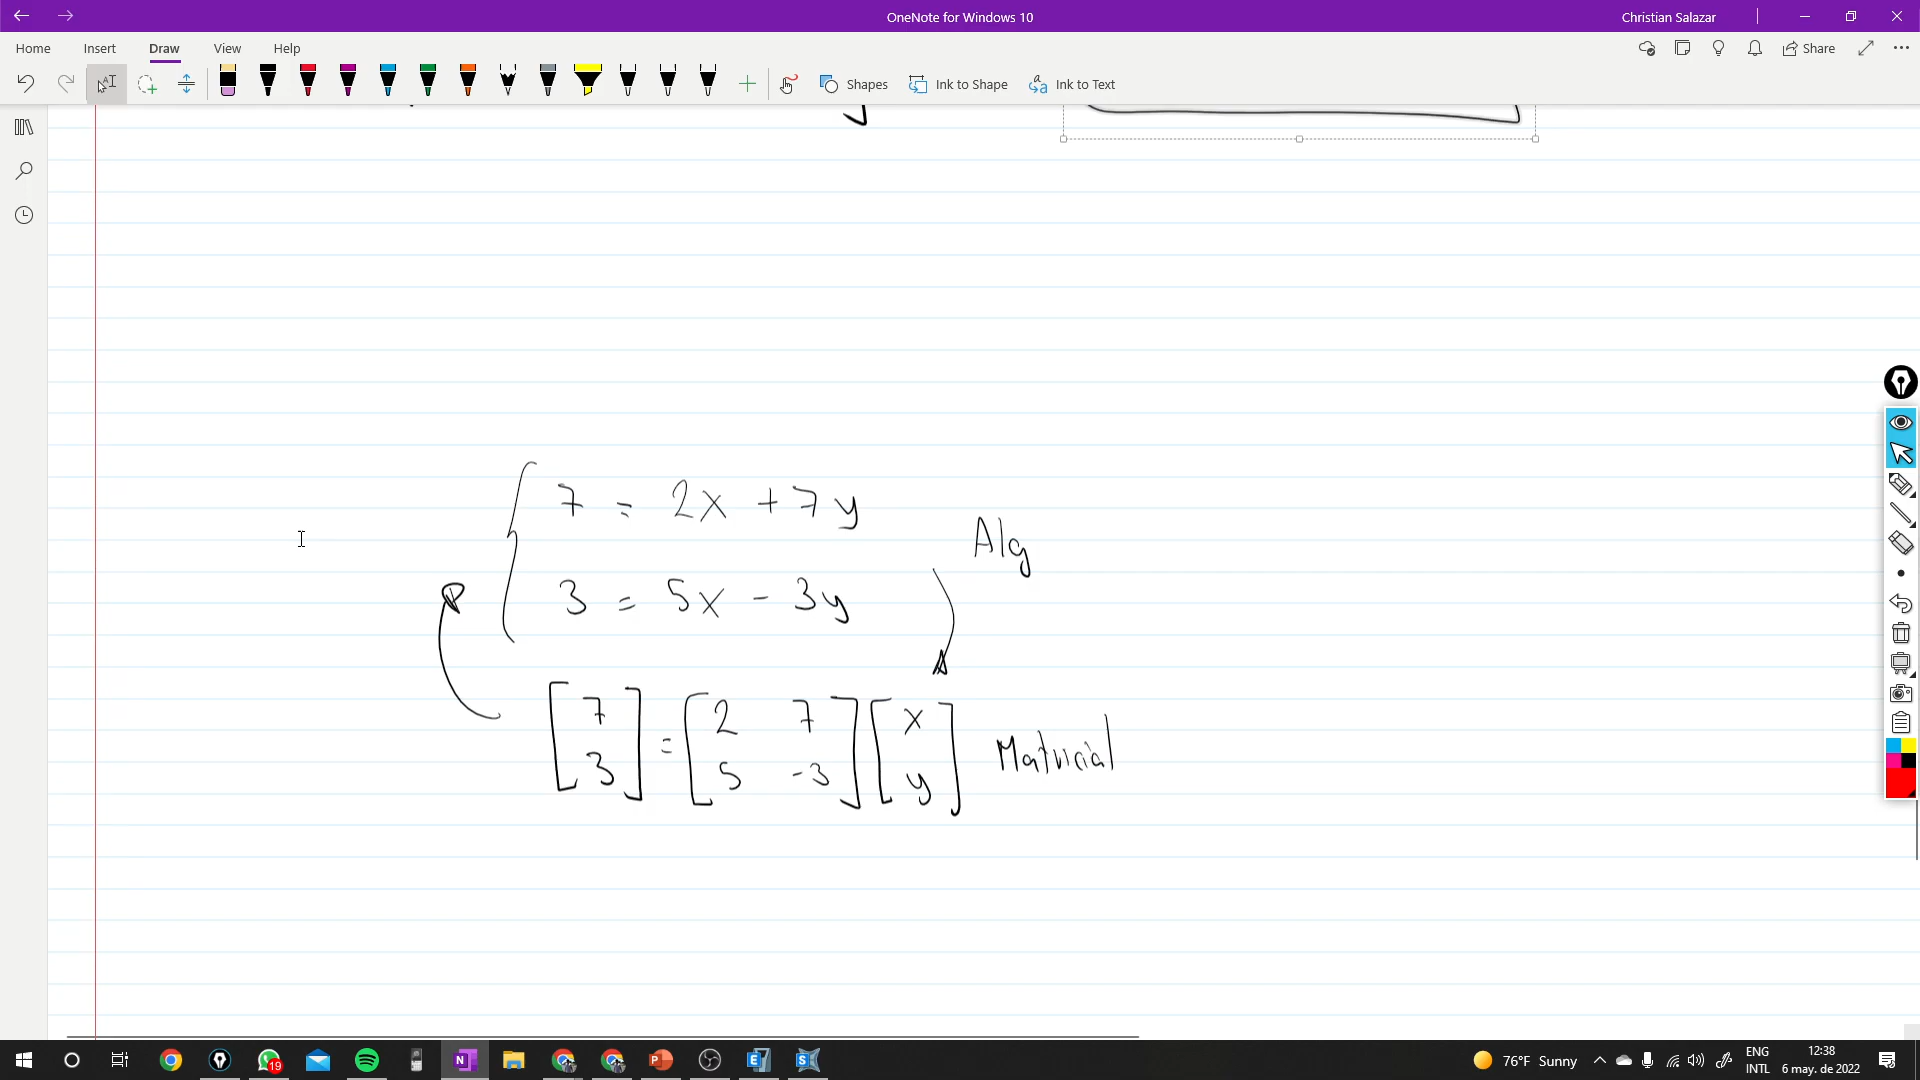 OneNote for Windows 10
Christian Salazar
Home Insert Draw View Help
Share
Shapes Ink to Shape Ink to Text
7 = 2x + 7y
Alg
3 = 5x - 3y
[7 3] = [2 7 5 -3] [x y] Matricial
19
76°F Sunny
ENG INTL
12:38
6 may. de 2022